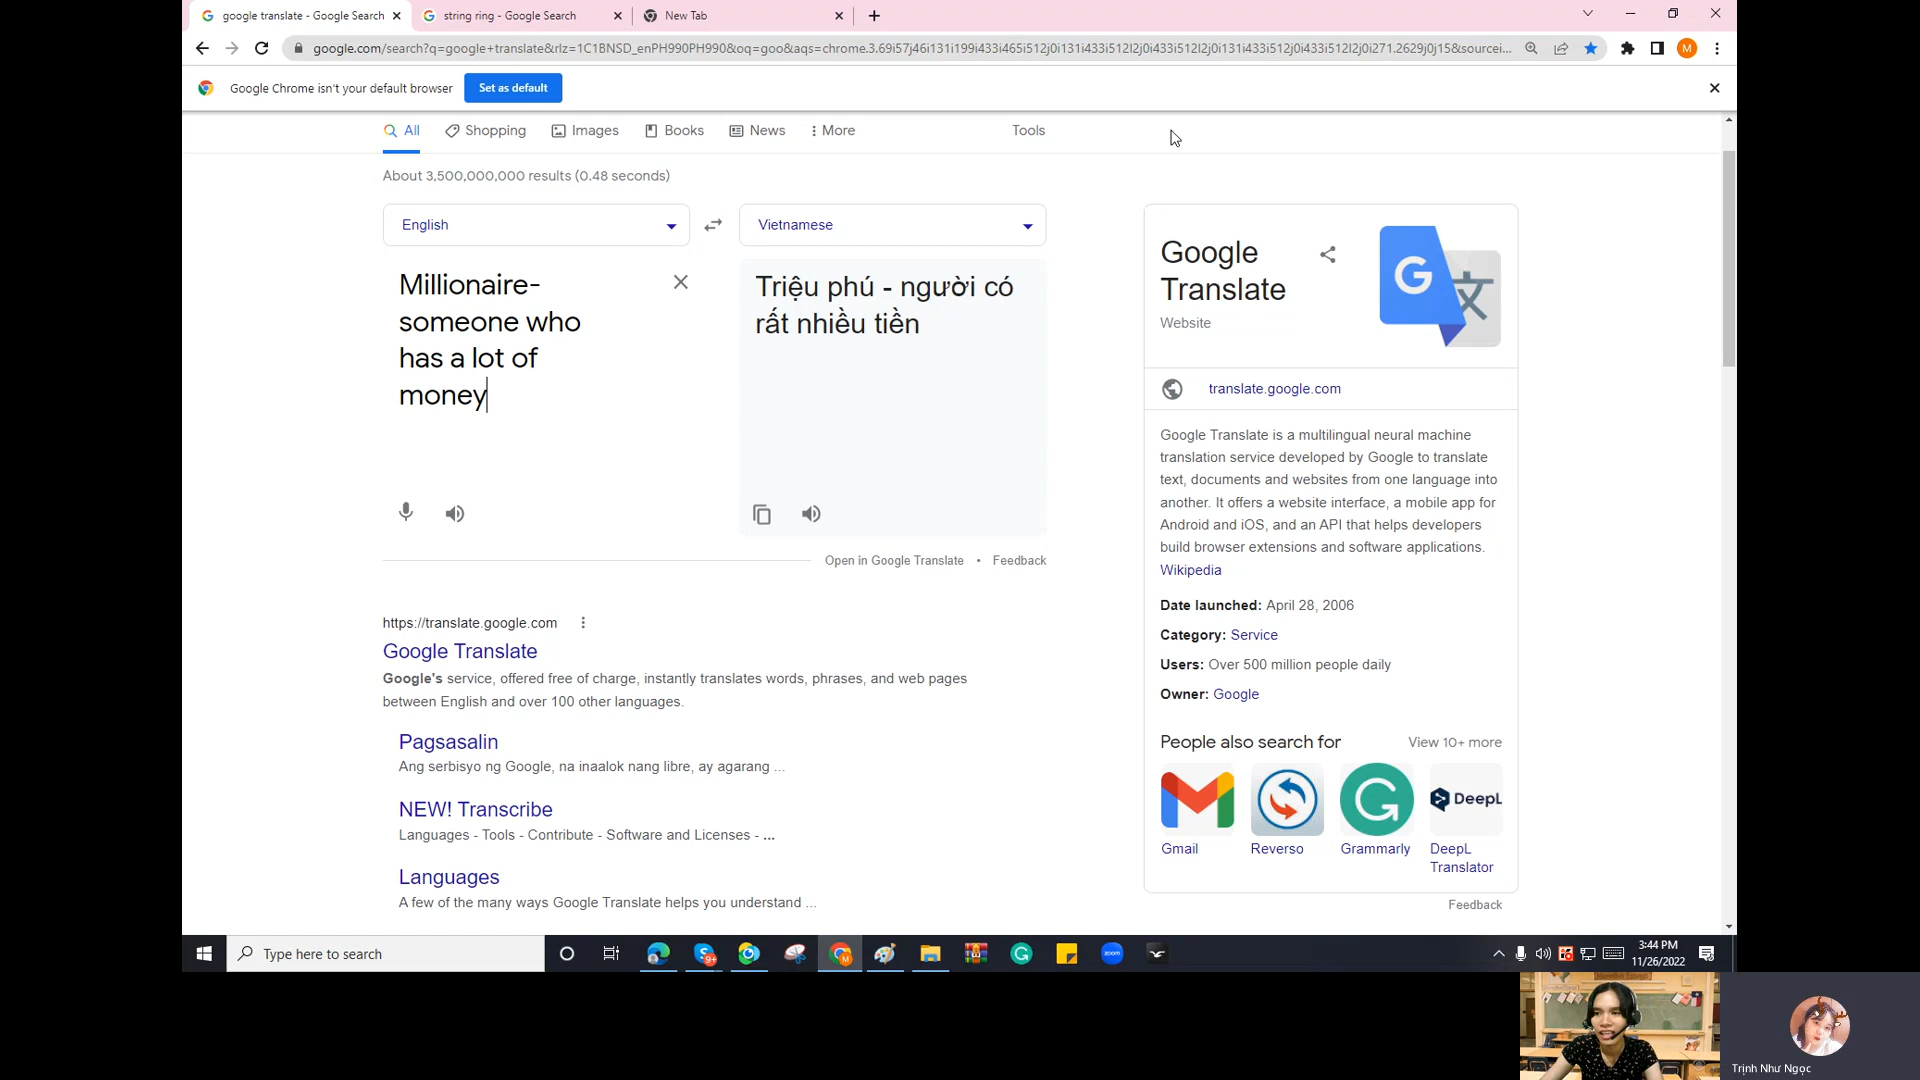 google translate - Google Search
string ring - Google Search
New Tab
google.com/search?q=google+translate&rlz=1C1BNSD_enPH990PH990&oq=goo&aqs=chrome.3.69i57j46i131i199i433i465i512j0i131i433i512l2j0i433i512l2j0i131i433i512j0i433i512l2j0i271.2629j0j15&sourcei...
M
Google Chrome isn't your default browser
Set as default
All
Shopping
Images
Books
News
More
Tools
About 3,500,000,000 results (0.48 seconds)
English
Vietnamese
Millionaire-
someone who
has a lot of
money
Triệu phú - người có
rất nhiều tiền
Open in Google Translate • Feedback
https://translate.google.com
Google Translate
Google's service, offered free of charge, instantly translates words, phrases, and web pages
between English and over 100 other languages.
Pagsasalin
Ang serbisyo ng Google, na inaalok nang libre, ay agarang ...
NEW! Transcribe
Languages - Tools - Contribute - Software and Licenses - ...
Languages
A few of the many ways Google Translate helps you understand ...
Google
Translate
Website
G
文
translate.google.com
Google Translate is a multilingual neural machine
translation service developed by Google to translate
text, documents and websites from one language into
another. It offers a website interface, a mobile app for
Android and iOS, and an API that helps developers
build browser extensions and software applications.
Wikipedia
Date launched: April 28, 2006
Category: Service
Users: Over 500 million people daily
Owner: Google
People also search for
View 10+ more
DeepL
Gmail
Reverso
Grammarly
DeepL
Translator
Feedback
Type here to search
9+
M
zoom
3:44 PM
11/26/2022
Trịnh Như Ngọc